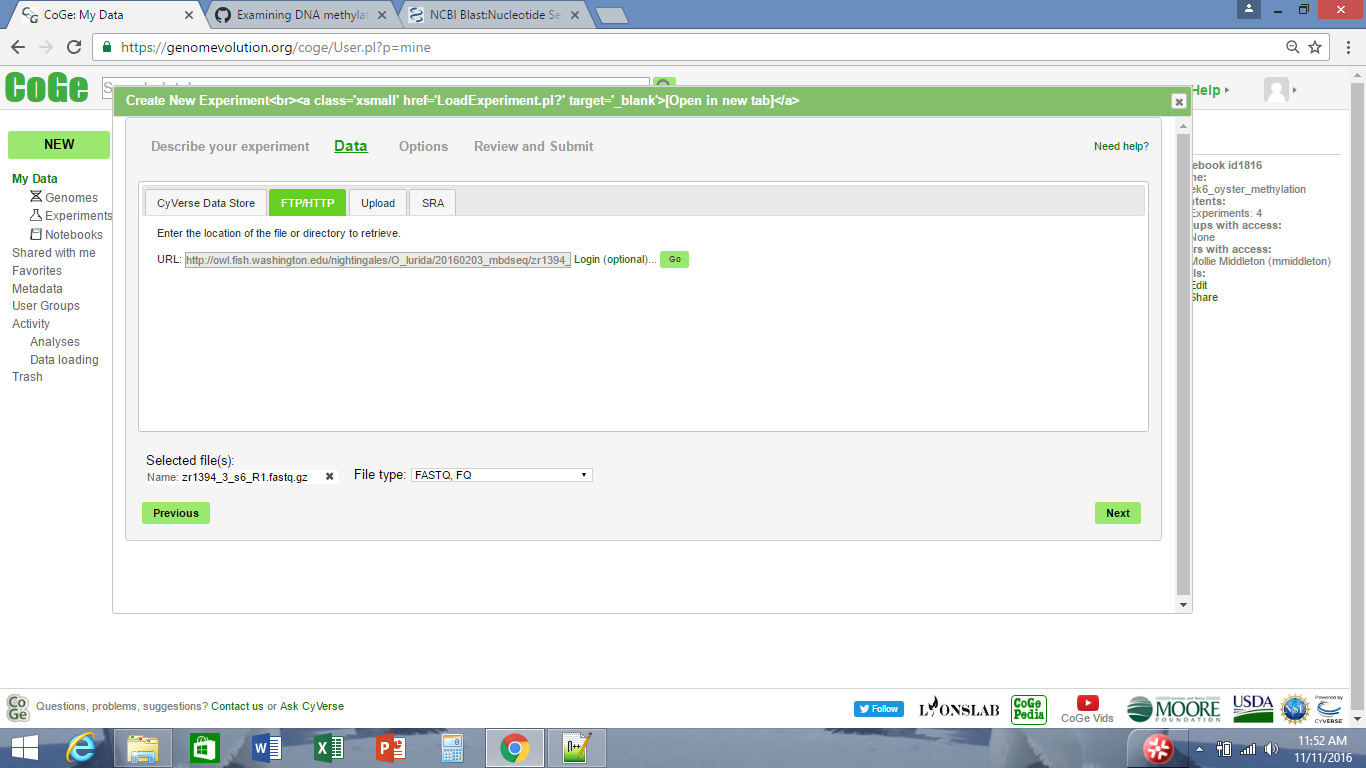 CoGe: My Data
Examining DNA methyla
NCBI Blast:Nucleotide Se
https://genomevolution.org/coge/User.pl?p=mine
CoGe
Help
Create New Experiment<br><a class='xsmall' href='LoadExperiment.pl?' target='_blank'>[Open in new tab]</a>
NEW
My Data
Genomes
Experiments
Notebooks
Shared with me
Favorites
Metadata
User Groups
Activity
Analyses
Data loading
Trash
Describe your experiment Data Options Review and Submit Need help?
CyVerse Data Store FTP/HTTP Upload SRA
Enter the location of the file or directory to retrieve.
URL: http://owl.fish.washington.edu/nightingales/O_lurida/20160203_mbdseq/zr1394_ Login (optional)... Go
Selected file(s):
Name: zr1394_3_s6_R1.fastq.gz
File type: FASTQ, FQ
Previous
Next
ebook id1816
ne:
ek6_oyster_methylation
ntents:
Experiments: 4
ups with access:
None
rs with access:
Mollie Middleton (mmiddleton)
ls:
Edit
Share
CoGe
Questions, problems, suggestions? Contact us or Ask CyVerse
Follow
LYONSLAB
CoGe Pedia
CoGe Vids
MOORE
FOUNDATION
USDA
NSF
Powered by
CYVERSE
11:52 AM
11/11/2016